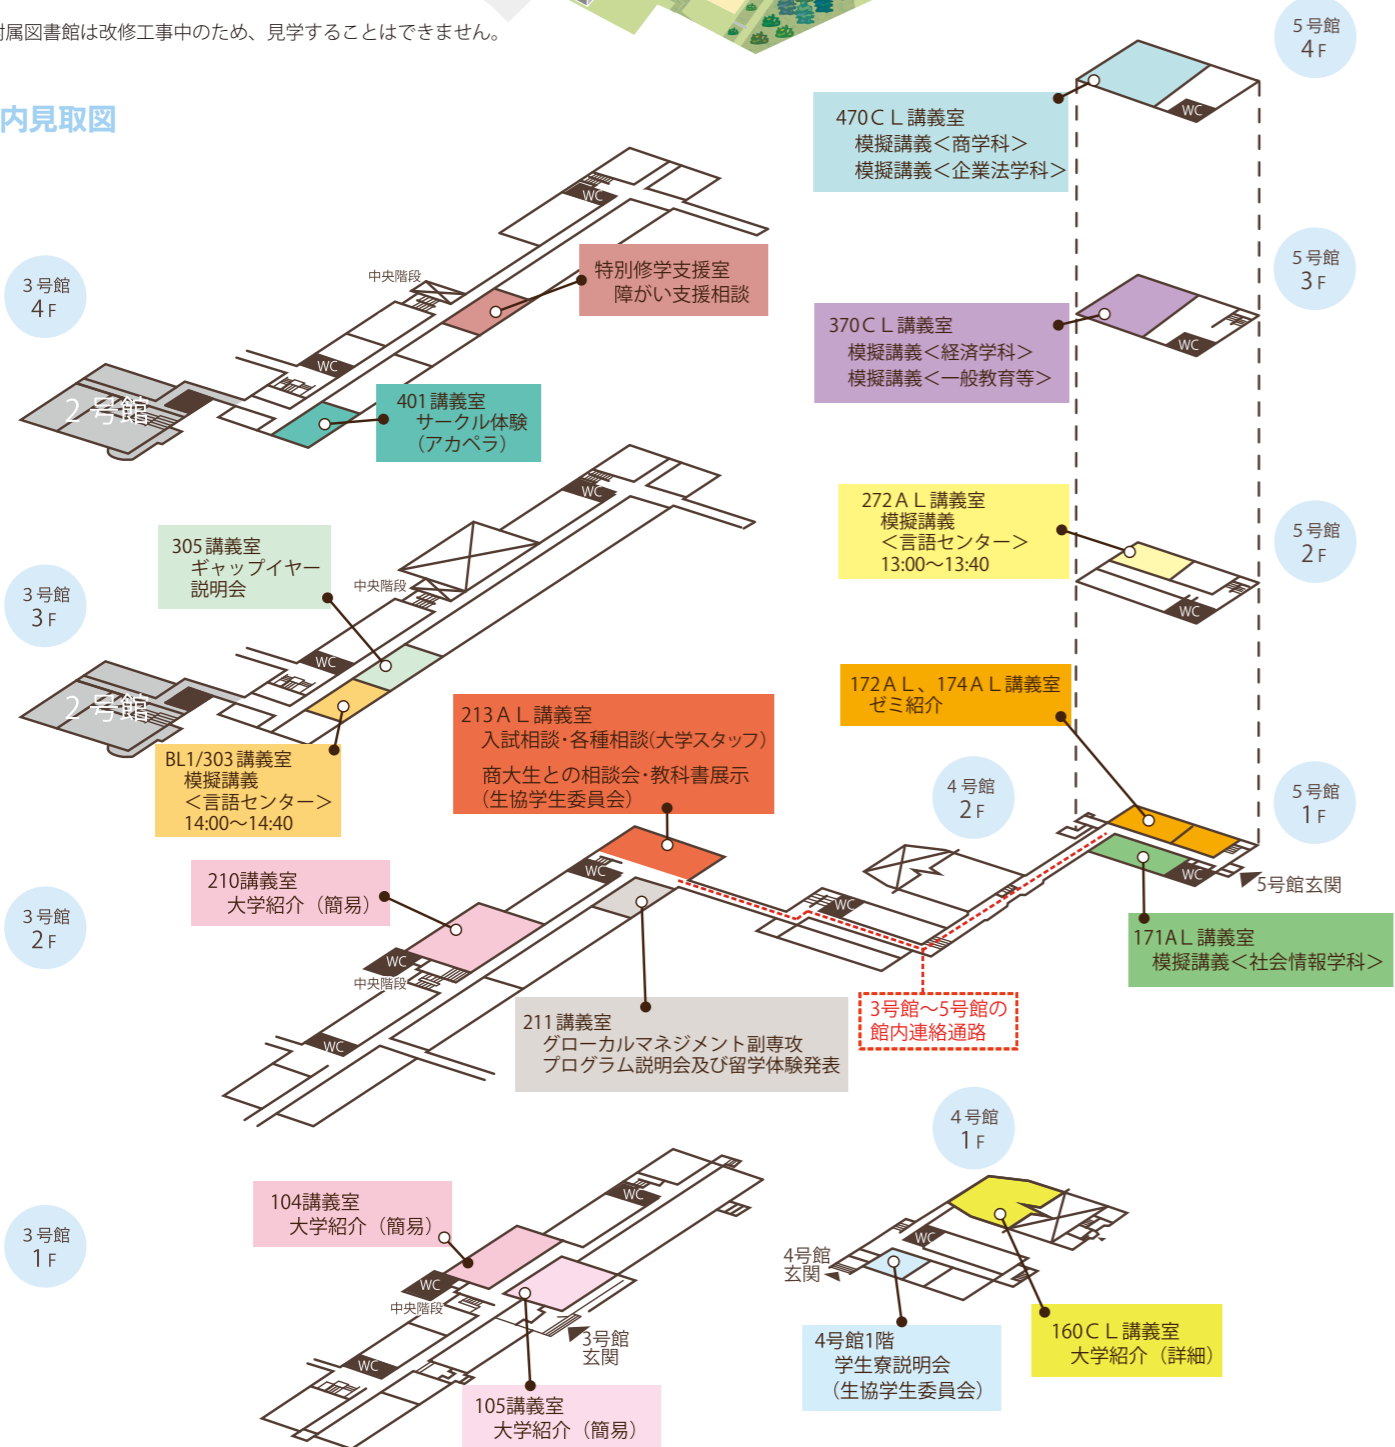 附属図書館は改修工事中のため、見学することはできません。
内見取図
5号館
4F
470CL講義室
模擬講義＜商学科＞
模擬講義＜企業法学科＞
WC
3号館
4F
中央階段
WC
WC
2号館
特別修学支援室
障がい支援相談
401講義室
サークル体験
（アカペラ）
5号館
3F
370CL講義室
模擬講義＜経済学科＞
模擬講義＜一般教育等＞
WC
3号館
3F
305講義室
ギャップイヤー
説明会
中央階段
WC
WC
2号館
BL1/303講義室
模擬講義
＜言語センター＞
14:00〜14:40
5号館
2F
272AL講義室
模擬講義
＜言語センター＞
13:00〜13:40
WC
172AL、174AL講義室
ゼミ紹介
5号館
1F
WC
5号館玄関
171AL講義室
模擬講義＜社会情報学科＞
4号館
2F
WC
3号館〜5号館の
館内連絡通路
213AL講義室
入試相談・各種相談(大学スタッフ)
商大生との相談会・教科書展示
(生協学生委員会)
3号館
2F
210講義室
大学紹介（簡易）
WC
WC
中央階段
WC
211講義室
グローカルマネジメント副専攻
プログラム説明会及び留学体験発表
3号館
1F
104講義室
大学紹介（簡易）
WC
WC
中央階段
WC
3号館
玄関
105講義室
大学紹介（簡易）
4号館
1F
WC
4号館
玄関
4号館1階
学生寮説明会
（生協学生委員会）
160CL講義室
大学紹介（詳細）